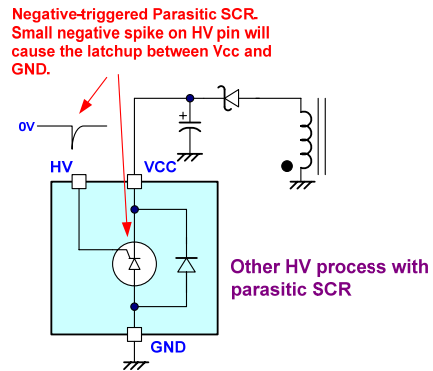 Negative-triggered Parasitic SCR.
Small negative spike on HV pin will
cause the latchup between Vcc and
GND.
+
0V
HV
VCC
Other HV process with
parasitic SCR
GND